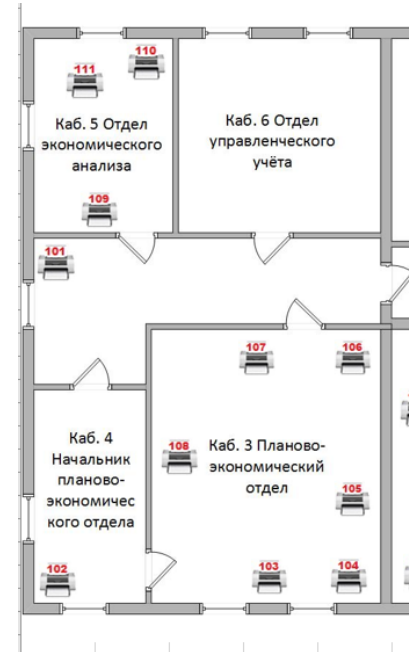 110
111
Каб. 5 Отдел
экономического
анализа
109
Каб. 6 Отдел
управленческого
учёта
101
107
106
Каб. 4
Начальник
планово-
экономичес
кого отдела
108
Каб. 3 Планово-
экономический
отдел
105
102
103
104